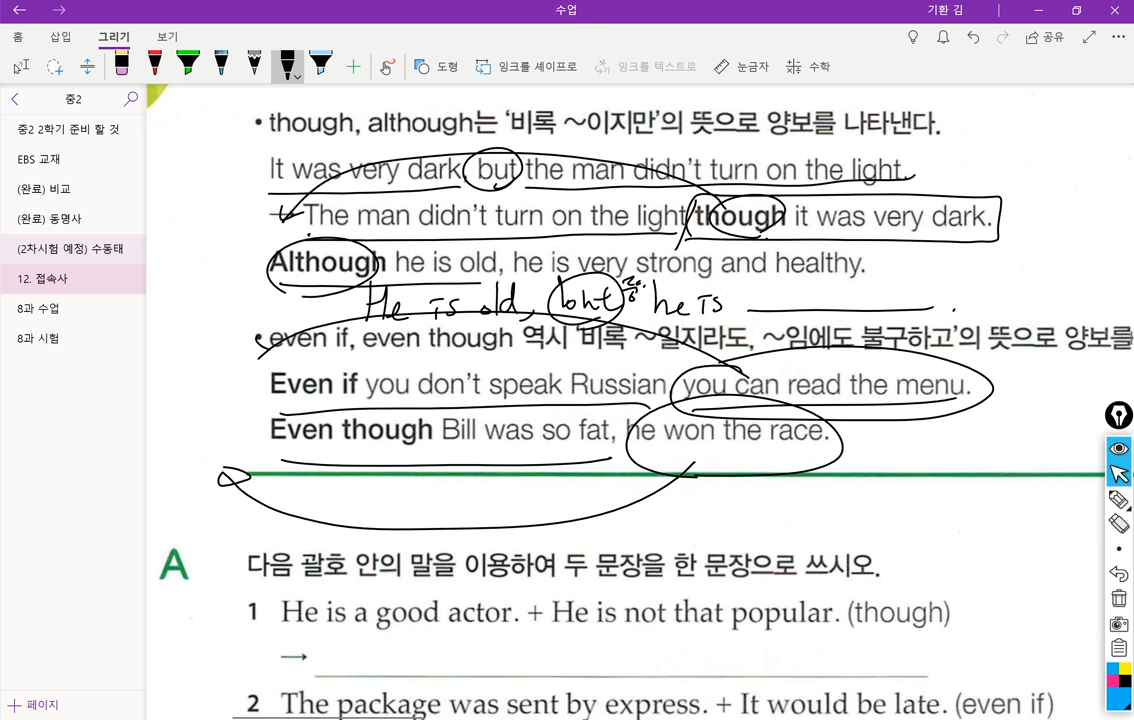 수업
기환 김
홈 삽입 그리기 보기
공유
도형 잉크를 셰이프로 잉크를 텍스트로 눈금자 수학
중2
중2 2학기 준비 할 것
EBS 교재
(완료) 비교
(완료) 동명사
(2차시험 예정) 수동태
12. 접속사
8과 수업
8과 시험
페이지
• though, although는 ‘비록 ～이지만’의 뜻으로 양보를 나타낸다.
It was very dark, but the man didn’t turn on the light.
→ The man didn’t turn on the light though it was very dark.
Although he is old, he is very strong and healthy.
He is old, but he is ________ .
• even if, even though 역시 ‘비록 ～일지라도, ～임에도 불구하고’의 뜻으로 양보를
Even if you don’t speak Russian, you can read the menu.
Even though Bill was so fat, he won the race.
A 다음 괄호 안의 말을 이용하여 두 문장을 한 문장으로 쓰시오.
1 He is a good actor. + He is not that popular. (though)
→
2 The package was sent by express. + It would be late. (even if)